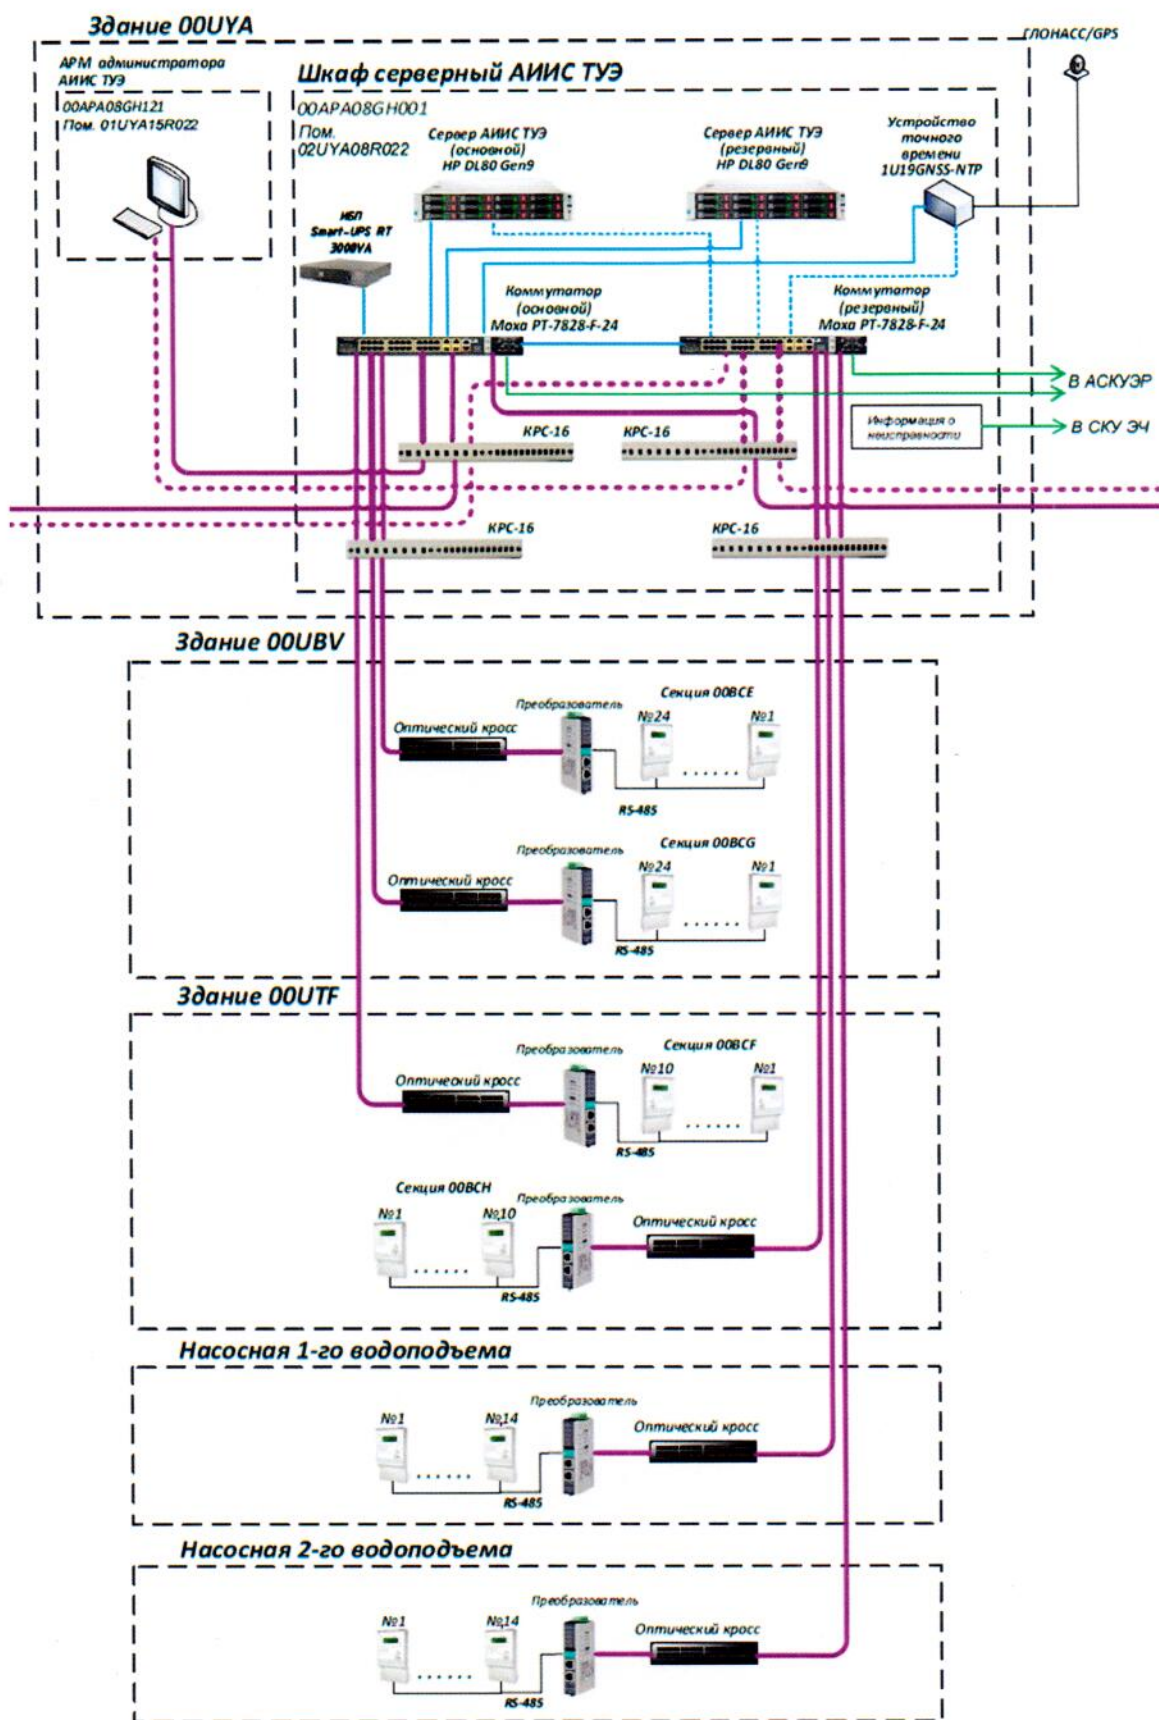 Здание 00UYA
ГЛОНАСС/GPS
АРМ администратора
АИИС ТУЭ
00APA08GH121
Пом. 01UYA15R022
Шкаф серверный АИИС ТУЭ
00APA08GH001
Пом.
02UYA08R022
Сервер АИИС ТУЭ
(основной)
HP DL80 Gen9
Сервер АИИС ТУЭ
(резервный)
HP DL80 Gen9
Устройство
точного
времени
1U19GNSS-NTP
ИБП
Smart-UPS RT
3000VA
Коммутатор
(основной)
Moxa PT-7828-F-24
Коммутатор
(резервный)
Moxa PT-7828-F-24
В АСКУЭР
Информация о
неисправности
В СКУ ЭЧ
КРС-16
КРС-16
КРС-16
КРС-16
Здание 00UBV
Секция 00BCE
Преобразователь
№24
№1
Оптический кросс
RS-485
Секция 00BCG
Преобразователь
№24
№1
Оптический кросс
RS-485
Здание 00UTF
Секция 00BCF
Преобразователь
№10
№1
Оптический кросс
RS-485
Секция 00BCH
Преобразователь
№1
№10
Оптический кросс
RS-485
Насосная 1-го водоподъема
Преобразователь
№1
№14
Оптический кросс
RS-485
Насосная 2-го водоподъема
Преобразователь
№1
№14
Оптический кросс
RS-485